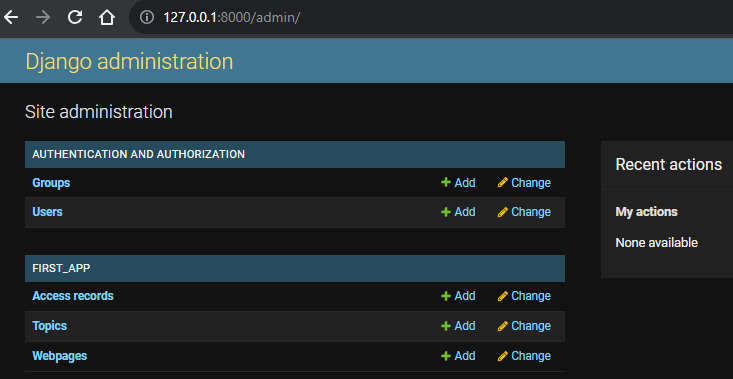 127.0.0.1:8000/admin/
Django administration
Site administration
AUTHENTICATION AND AUTHORIZATION
Groups Add Change
Users Add Change
FIRST_APP
Access records Add Change
Topics Add Change
Webpages Add Change
Recent actions
My actions
None available